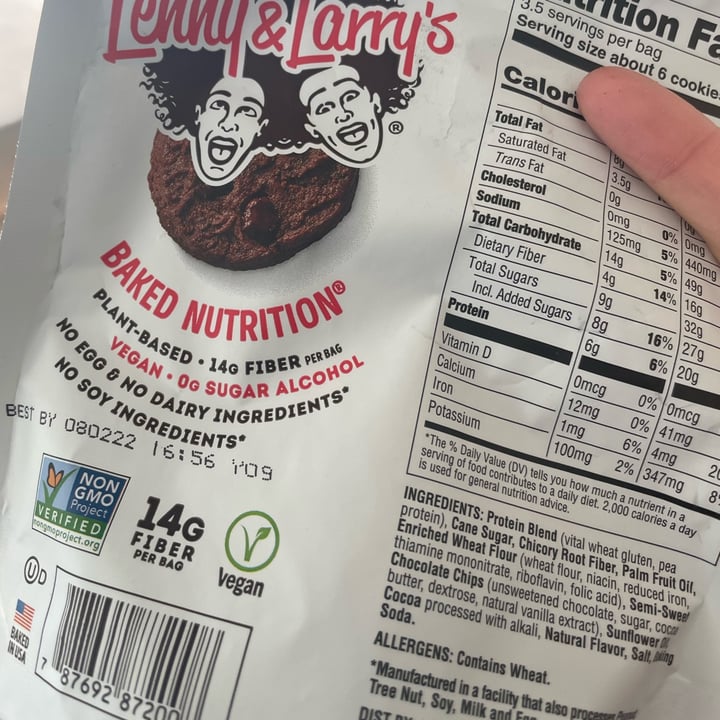 Lenny & Larry's
®
BAKED NUTRITION®
PLANT-BASED • 14G FIBER PER BAG
VEGAN • 0G SUGAR ALCOHOL
NO EGG & NO DAIRY INGREDIENTS*
NO SOY INGREDIENTS*
BEST BY 080222 16:56 Y09
NON
GMO
Project
VERIFIED
nongmoproject.org
14G
FIBER
PER BAG
Vegan
U D
BAKED
IN USA
7 87692 87200
3.5 servings per bag
Serving size about 6 cookies
Total Fat 8g
Saturated Fat 3.5g
Trans Fat 0g
Cholesterol 0mg 0% 0mg
Sodium 125mg 5% 440mg
Total Carbohydrate 14g 5% 49g
Dietary Fiber 4g 14% 16g
Total Sugars 9g 32g
Incl. Added Sugars 8g 16% 27g
Protein 6g 6% 20g
Vitamin D 0mcg 0% 0mcg
Calcium 12mg 0% 41mg
Iron 1mg 6% 4mg
Potassium 100mg 2% 347mg
*The % Daily Value (DV) tells you how much a nutrient in a
serving of food contributes to a daily diet. 2,000 calories a day
is used for general nutrition advice.
INGREDIENTS: Protein Blend (vital wheat gluten, pea
protein), Cane Sugar, Chicory Root Fiber, Palm Fruit Oil,
Enriched Wheat Flour (wheat flour, niacin, reduced iron,
thiamine mononitrate, riboflavin, folic acid), Semi-Sweet
Chocolate Chips (unsweetened chocolate, sugar, cocoa
butter, dextrose, natural vanilla extract), Sunflower
Cocoa processed with alkali, Natural Flavor, Salt, Baking
Soda.
ALLERGENS: Contains Wheat.
*Manufactured in a facility that also processes
Tree Nut, Soy, Milk and